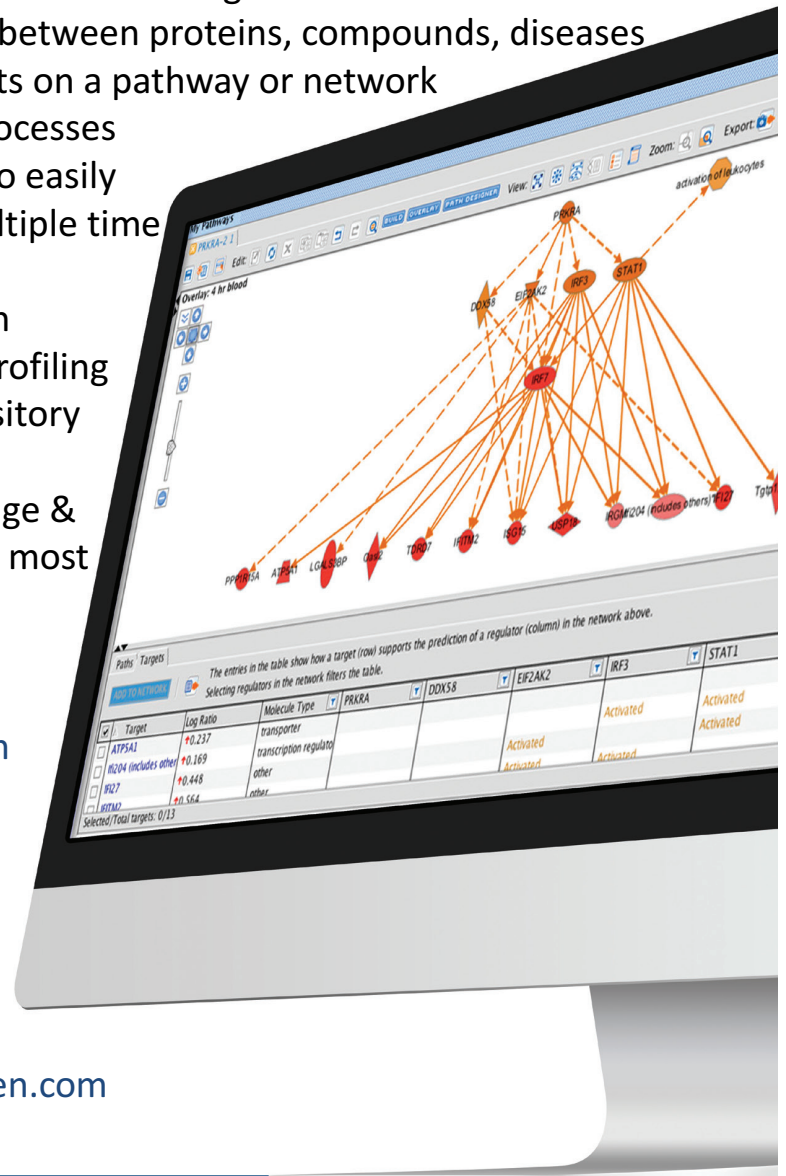 between proteins, compounds, diseases
ts on a pathway or network
ocesses
o easily
ltiple time
n
rofiling
sitory
ge &
most
n
en.com
My Pathways
PRKRA-2 1
Edit:
BUILD OVERLAY PATH DESIGNER
View:
Zoom:
Export:
Overlay: 4 hr blood
activation of leukocytes
PRKRA
DDX58
EIF2AK2
IRF3
STAT1
IRF7
PPP1R15A
ATP5A1
LGALS3BP
Gas2
TDRD7
IFITM2
ISG15
USP18
(includes others)
IFI27
Paths Targets
The entries in the table show how a target (row) supports the prediction of a regulator (column) in the network above.
ADD TO NETWORK
Selecting regulators in the network filters the table.
Target Log Ratio Molecule Type PRKRA DDX58 EIF2AK2 IRF3 STAT1
ATP5A1 0.237 transporter Activated
Ifi204 (includes other 0.169 transcription regulato Activated Activated
IFI27 0.448 other Activated Activated
IFITM2 0.564 other
Selected/Total targets: 0/13